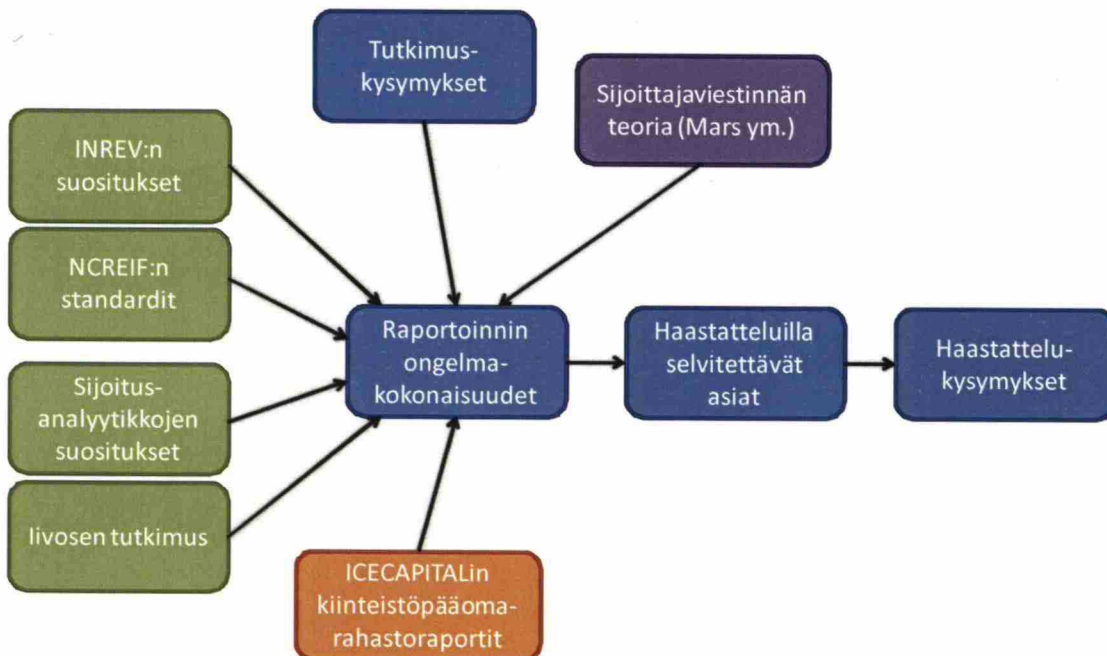 Tutkimus-
kysymykset
Sijoittajaviestinnän
teoria (Mars ym.)
INREV:n
suositukset
NCREIF:n
standardit
Sijoitus-
analyytikkojen
suositukset
Iivosen tutkimus
Raportoinnin
ongelma-
kokonaisuudet
Haastatteluilla
selvitettävät
asiat
Haastattelu-
kysymykset
ICECAPITALin
kiinteistöpääoma-
rahastoraportit